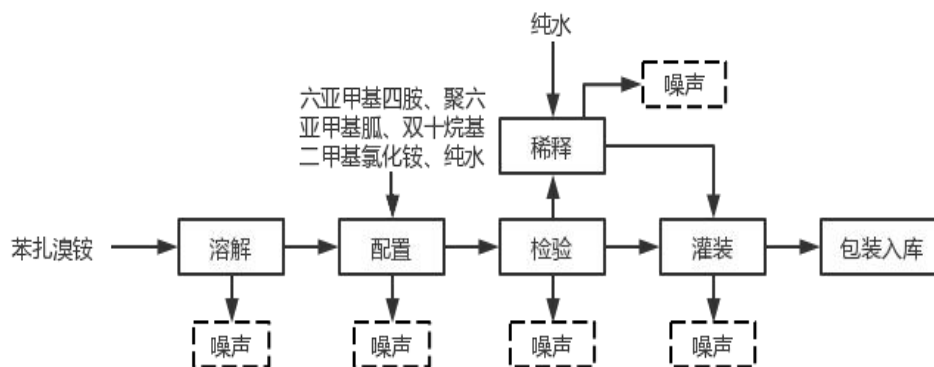 纯水
噪声
六亚甲基四胺、聚六
亚甲基胍、双十烷基
二甲基氯化铵、纯水
稀释
苯扎溴铵
溶解
配置
检验
灌装
包装入库
噪声
噪声
噪声
噪声